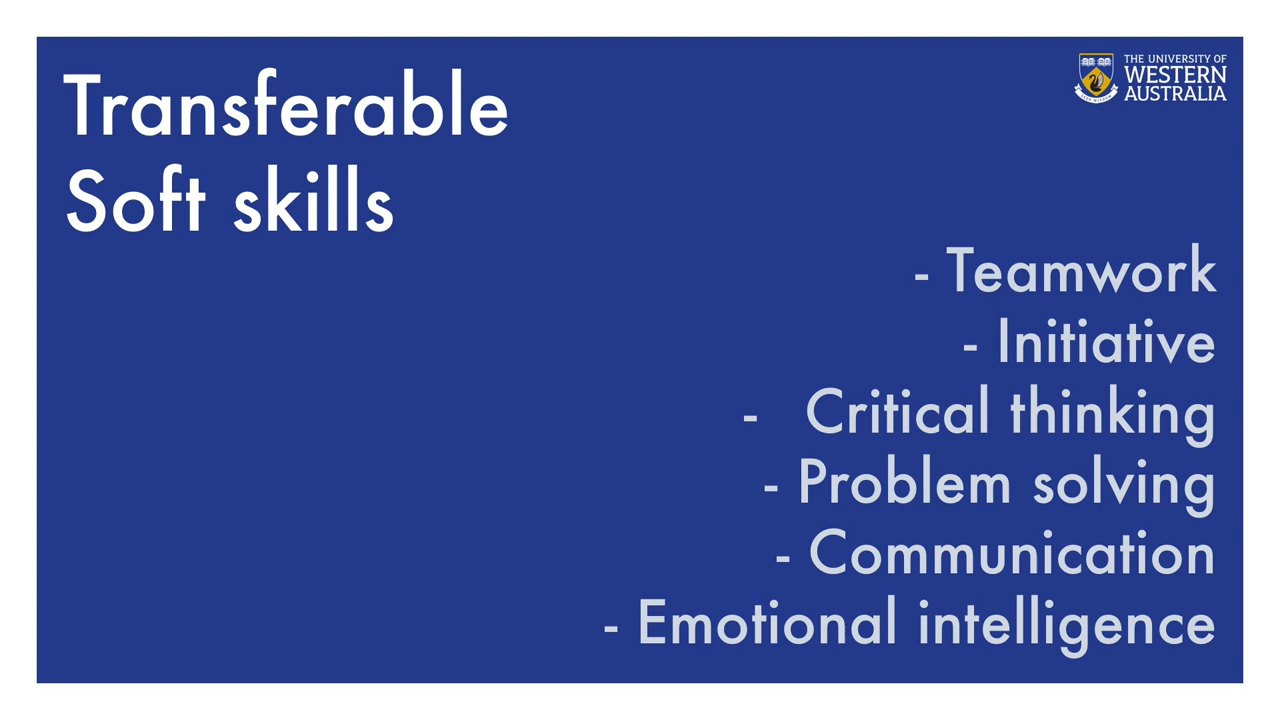 Transferable
Soft skills
THE UNIVERSITY OF
WESTERN
AUSTRALIA
- Teamwork
- Initiative
- Critical thinking
- Problem solving
- Communication
- Emotional intelligence